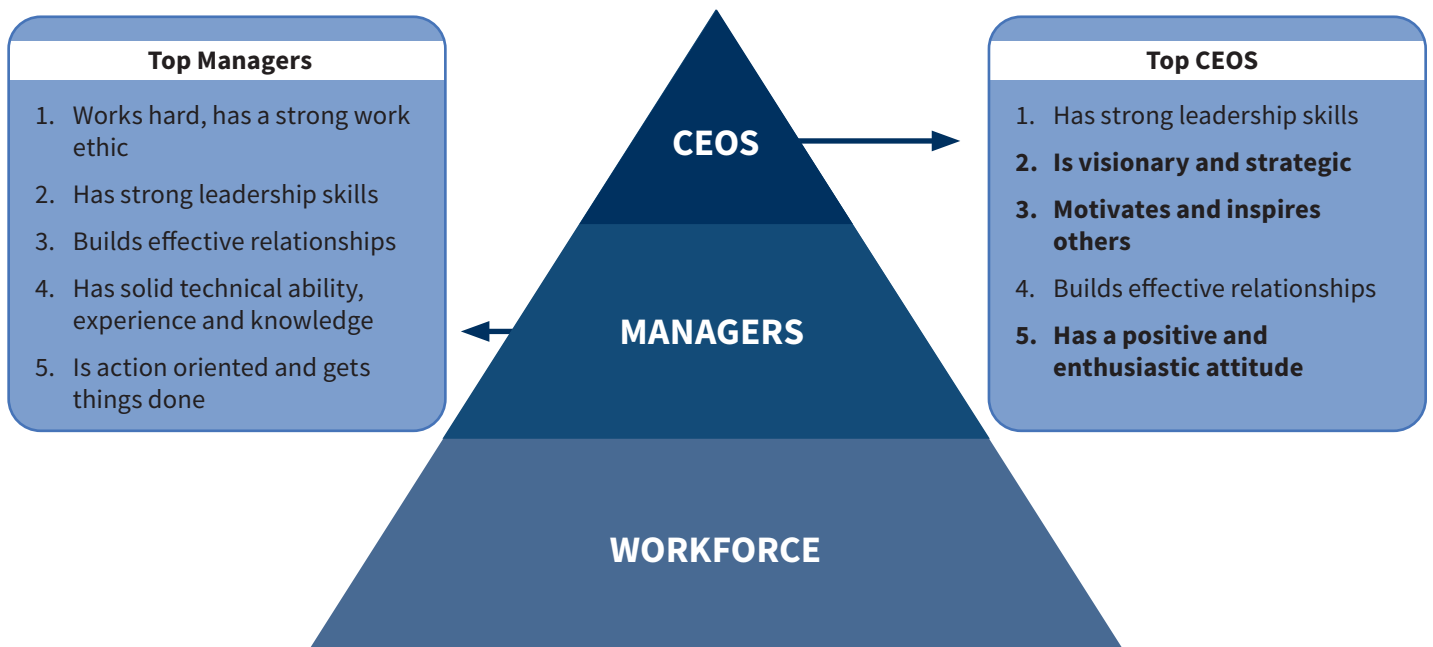 Top Managers
1. Works hard, has a strong work
ethic
2. Has strong leadership skills
3. Builds effective relationships
4. Has solid technical ability,
experience and knowledge
5. Is action oriented and gets
things done
CEOS
MANAGERS
WORKFORCE
Top CEOS
1. Has strong leadership skills
2. Is visionary and strategic
3. Motivates and inspires
others
4. Builds effective relationships
5. Has a positive and
enthusiastic attitude